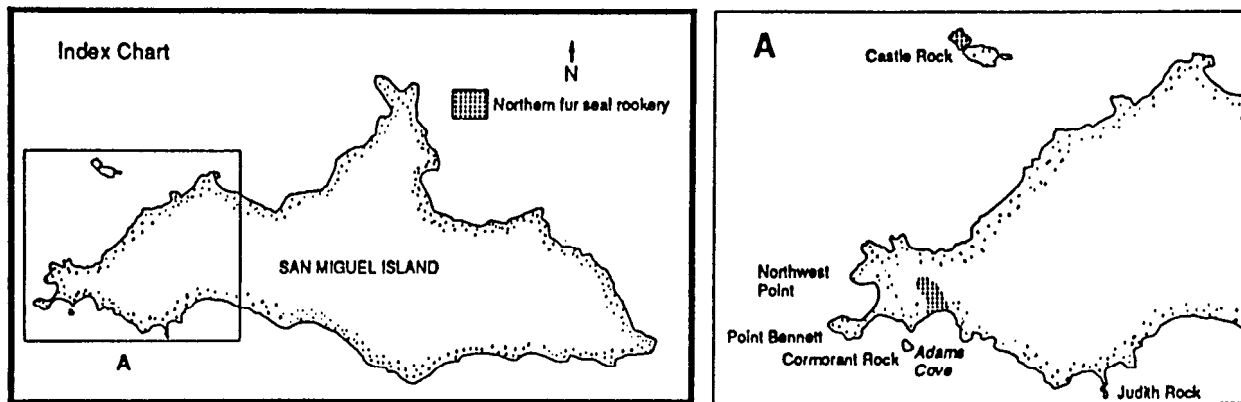 Index Chart
N
Northern fur seal rookery
SAN MIGUEL ISLAND
A
A
Castle Rock
Northwest
Point
Point Bennett
Cormorant Rock
Adams
Cove
Judith Rock